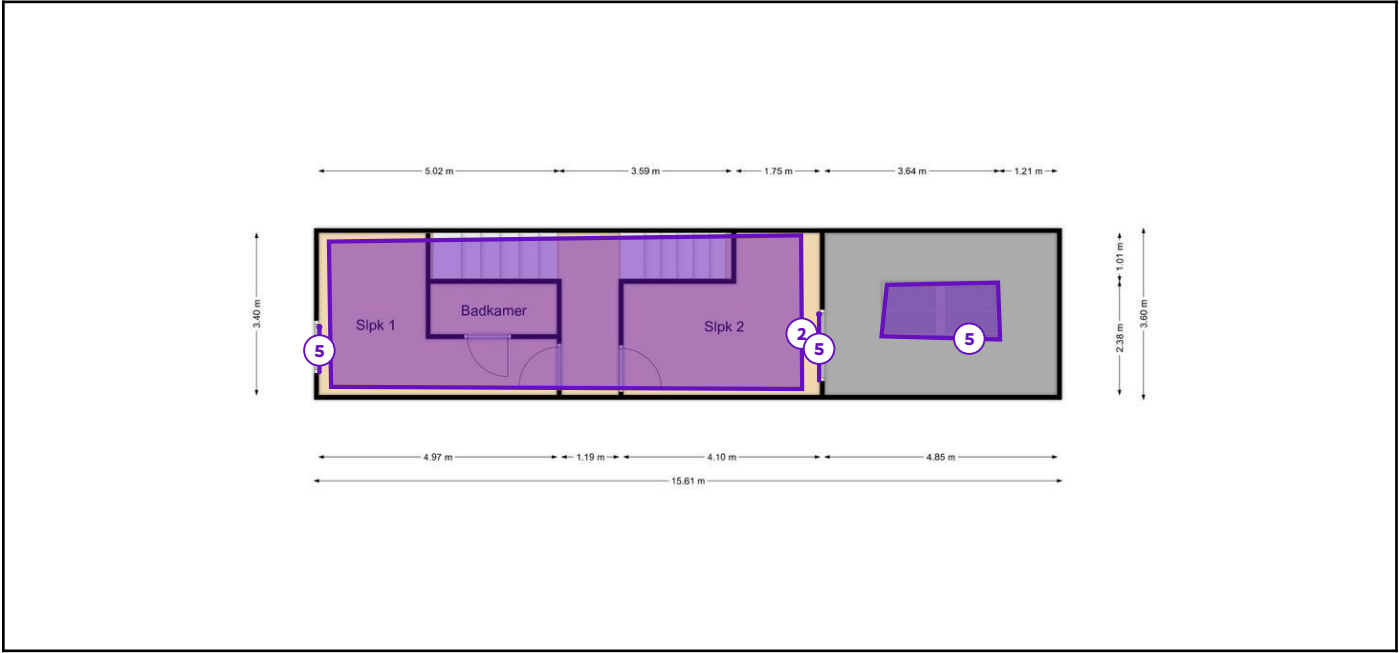 5.02 m
3.59 m
1.75 m
3.64 m
1.21 m
3.40 m
1.01 m
2.38 m
3.60 m
Badkamer
Slpk 1
Slpk 2
5
2
5
5
4.97 m
1.19 m
4.10 m
4.85 m
15.61 m